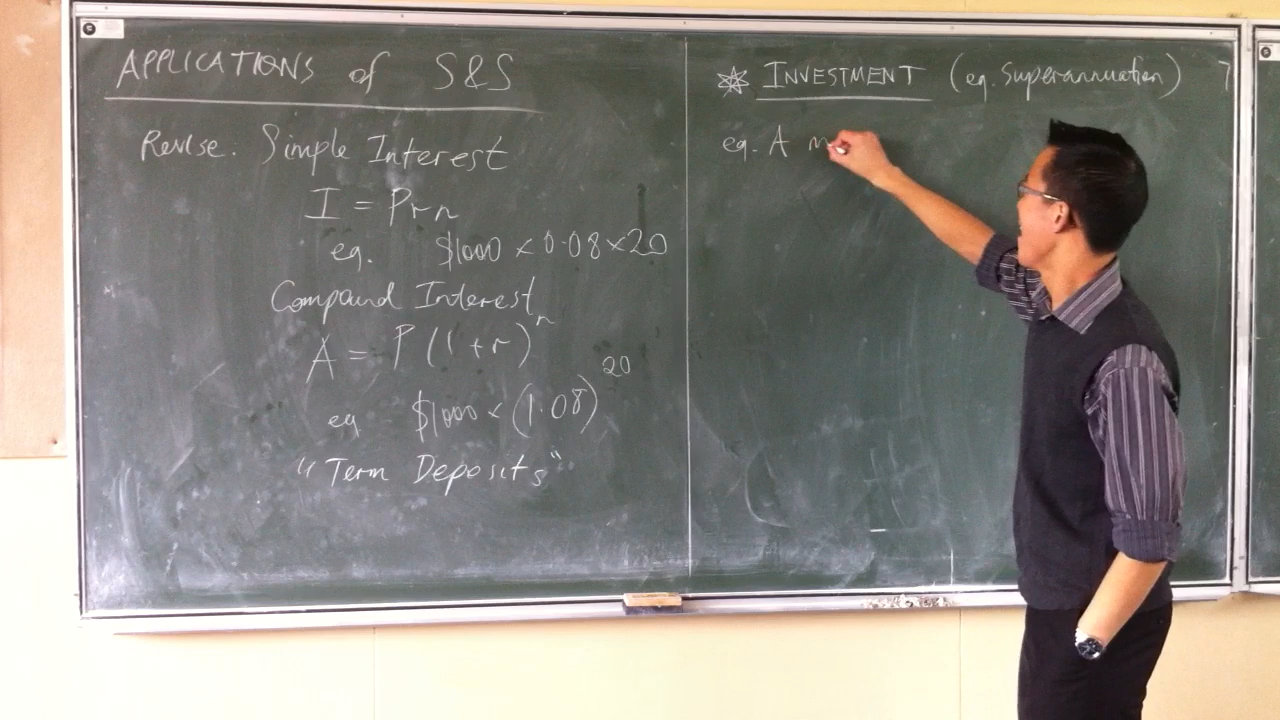 APPLICATIONS of S&S
Revise: Simple Interest
I = Prn
eg. $1000 × 0.08 × 20
Compound Interest
A = P(1+r)^n
eg $1000 × (1.08)^20
"Term Deposits"
INVESTMENT (eg. Superannuation)
eg. A m